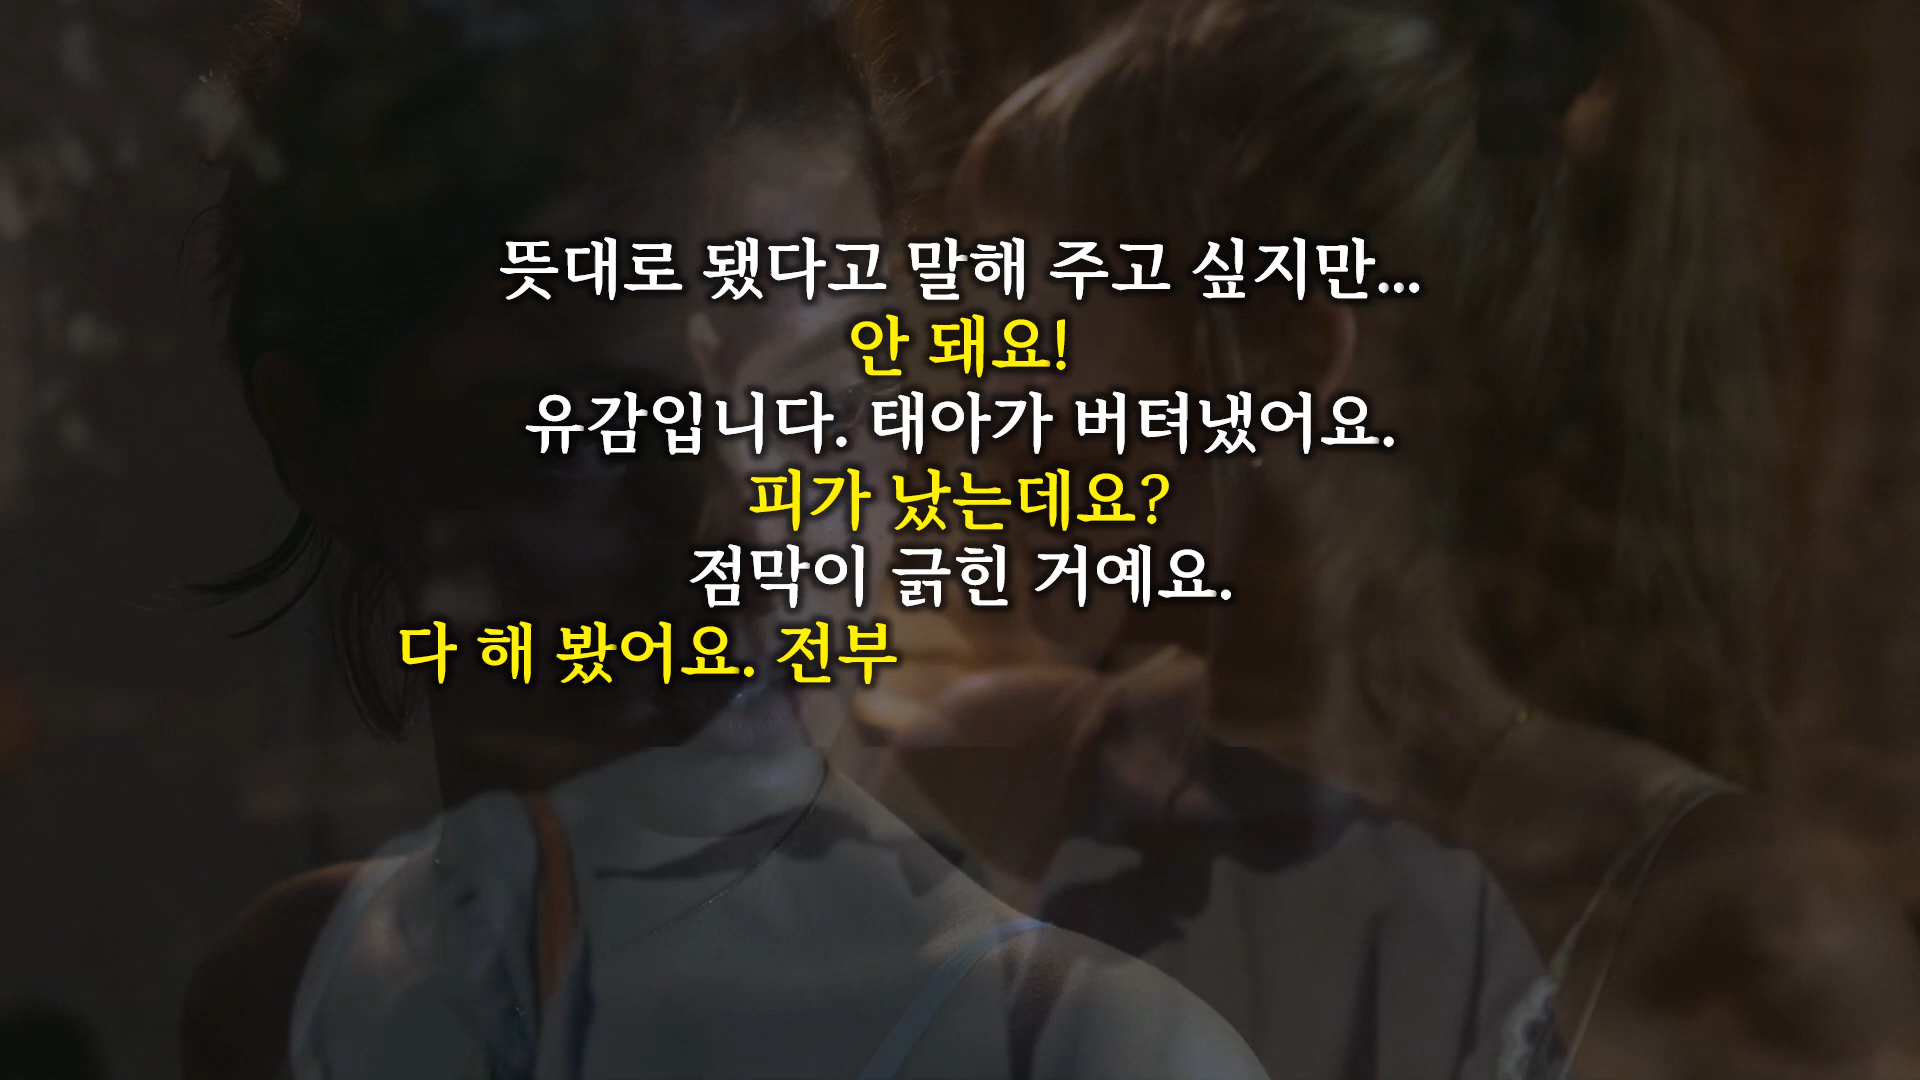 뜻대로 됐다고 말해 주고 싶지만...
안 돼요!
유감입니다. 태아가 버텨냈어요.
피가 났는데요?
점막이 긁힌 거예요.
다 해 봤어요. 전부